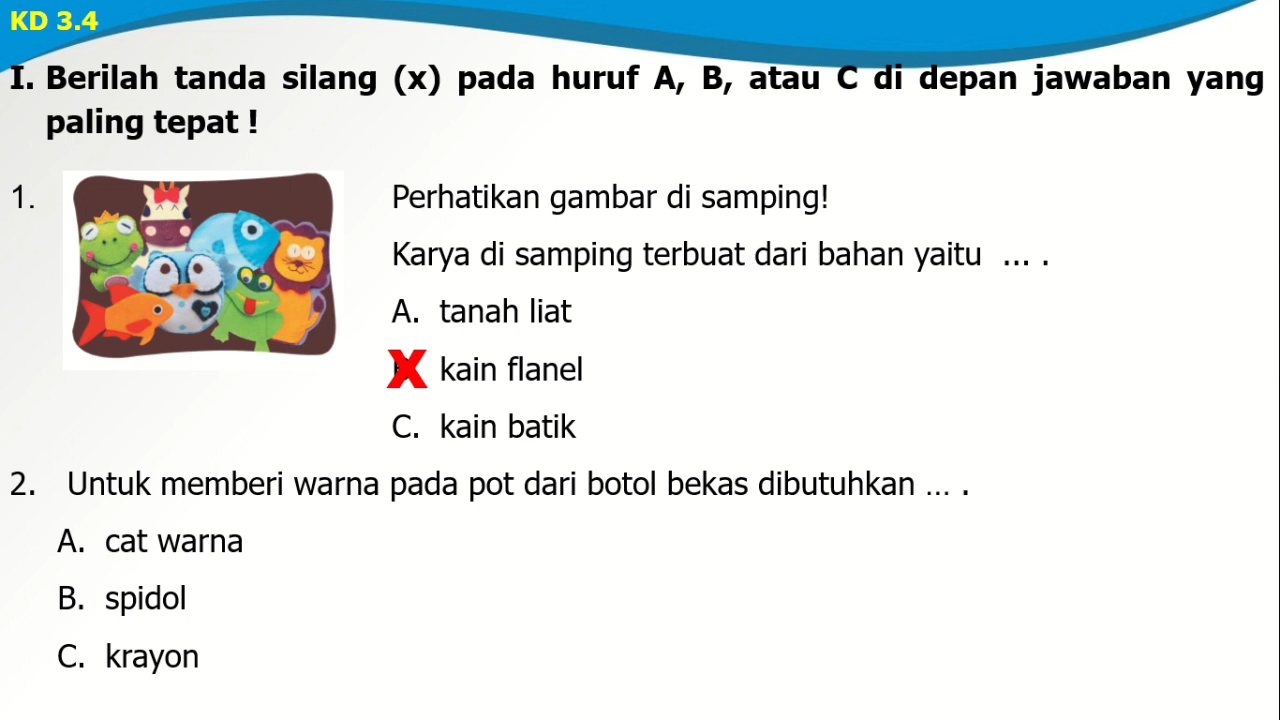 KD 3.4
I. Berilah tanda silang (x) pada huruf A, B, atau C di depan jawaban yang
paling tepat !
1. Perhatikan gambar di samping!
Karya di samping terbuat dari bahan yaitu ... .
A. tanah liat
X kain flanel
C. kain batik
2. Untuk memberi warna pada pot dari botol bekas dibutuhkan ... .
A. cat warna
B. spidol
C. krayon